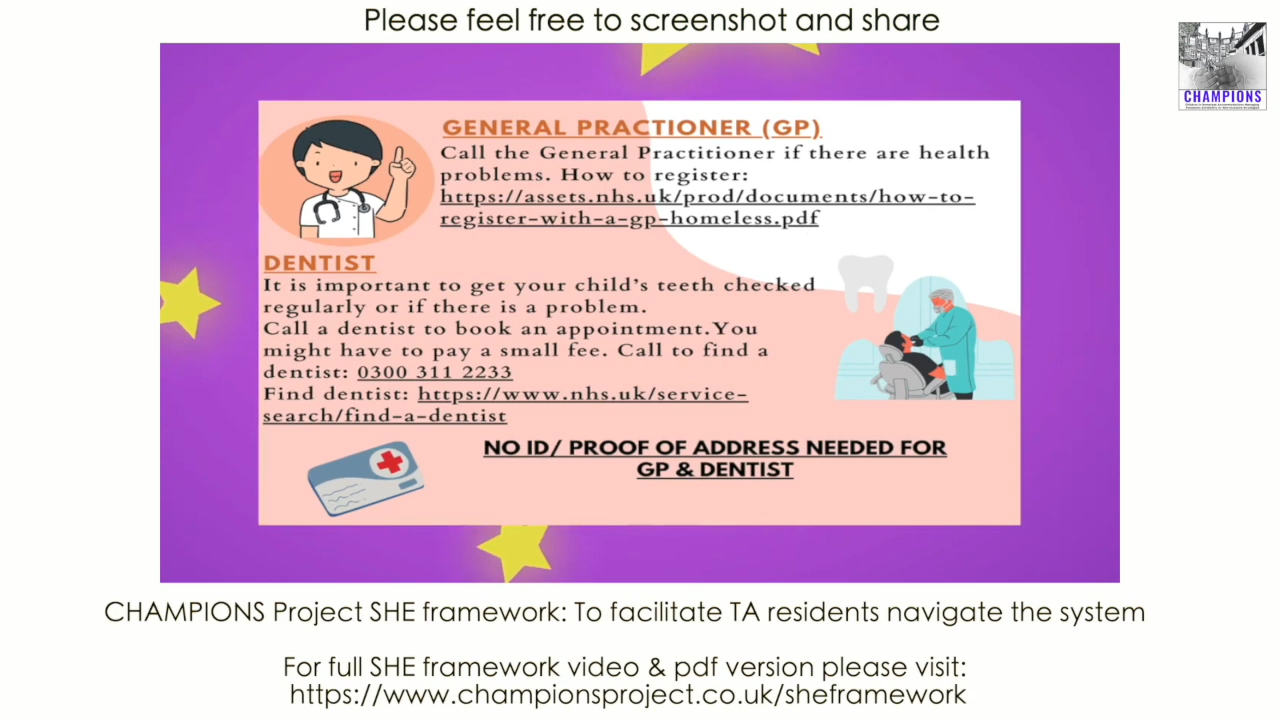 Please feel free to screenshot and share
CHAMPIONS
GENERAL PRACTIONER (GP)
Call the General Practitioner if there are health
problems. How to register:
https://assets.nhs.uk/prod/documents/how-to-
register-with-a-gp-homeless.pdf
DENTIST
It is important to get your child's teeth checked
regularly or if there is a problem.
Call a dentist to book an appointment.You
might have to pay a small fee. Call to find a
dentist: 0300 311 2233
Find dentist: https://www.nhs.uk/service-
search/find-a-dentist
NO ID/ PROOF OF ADDRESS NEEDED FOR
GP & DENTIST
CHAMPIONS Project SHE framework: To facilitate TA residents navigate the system
For full SHE framework video & pdf version please visit:
https://www.championsproject.co.uk/sheframework